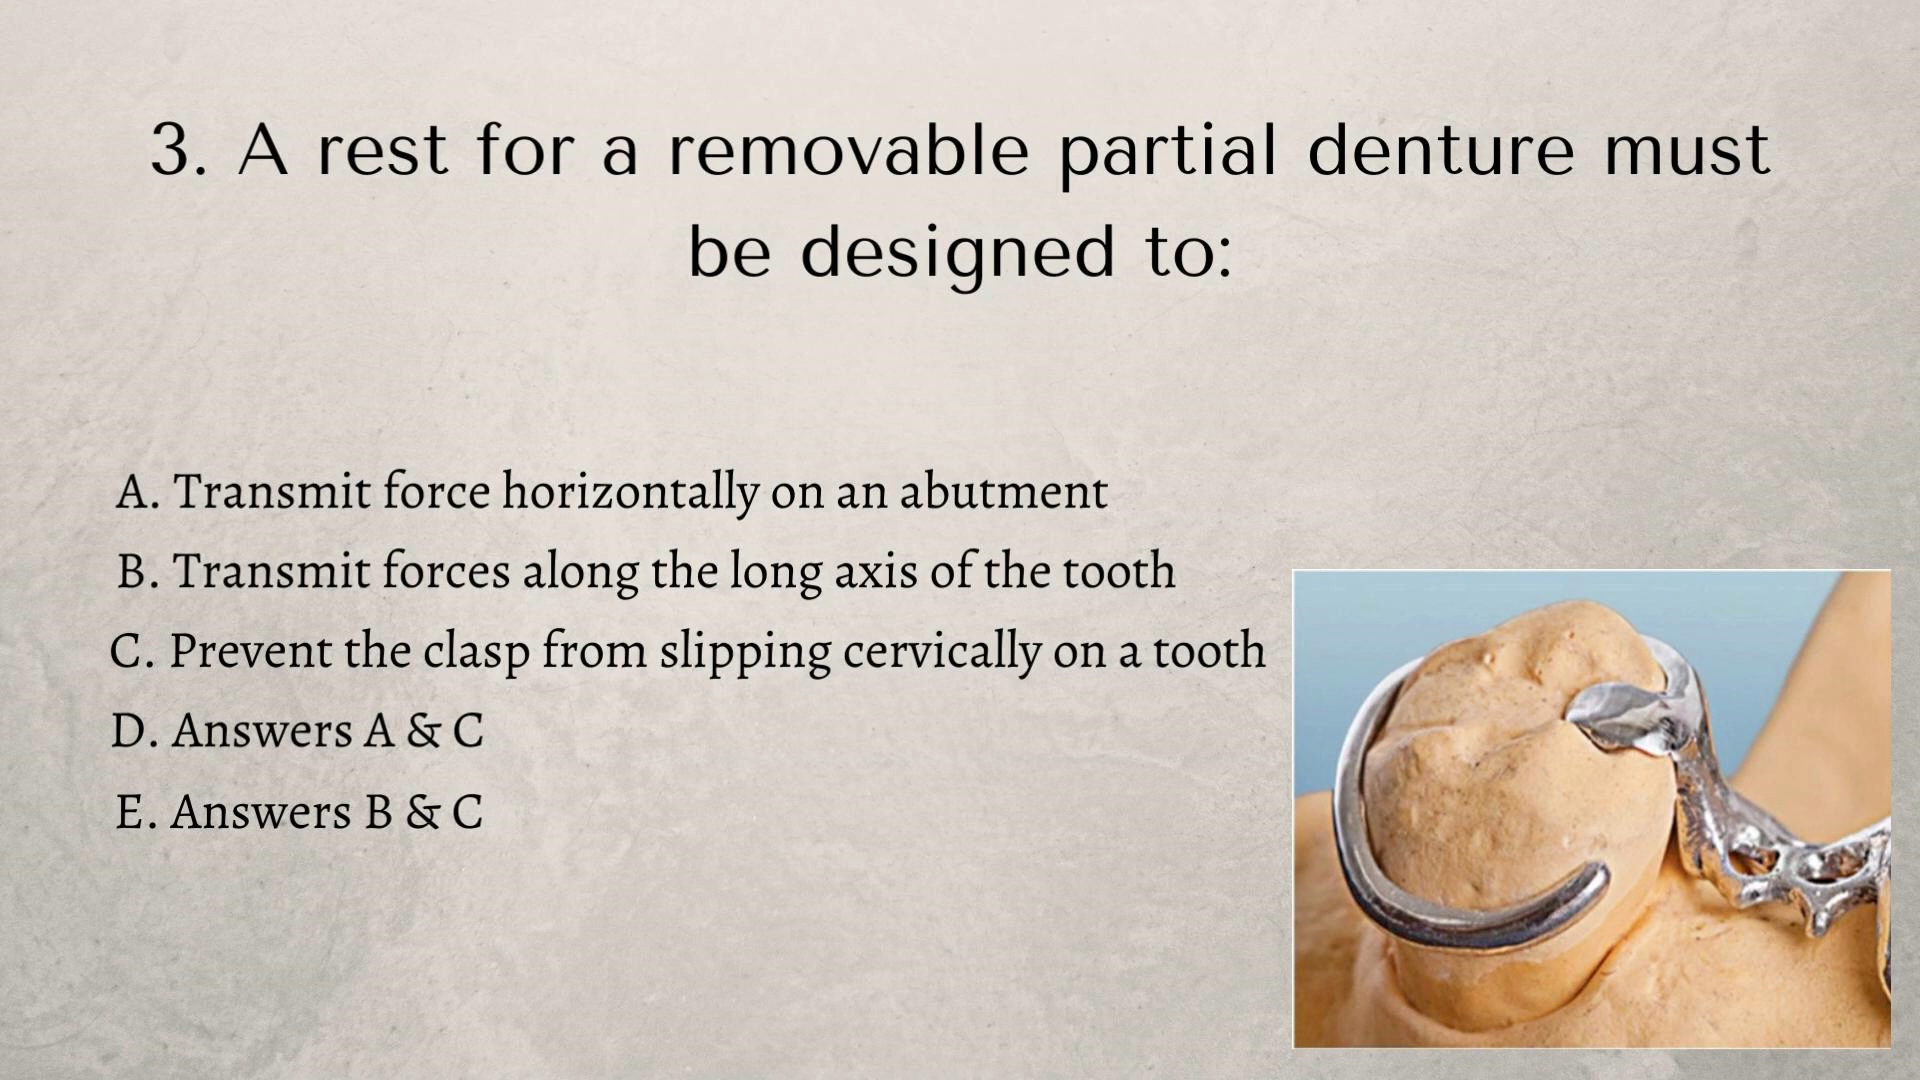 3. A rest for a removable partial denture must
be designed to:
A. Transmit force horizontally on an abutment
B. Transmit forces along the long axis of the tooth
C. Prevent the clasp from slipping cervically on a tooth
D. Answers A & C
E. Answers B & C